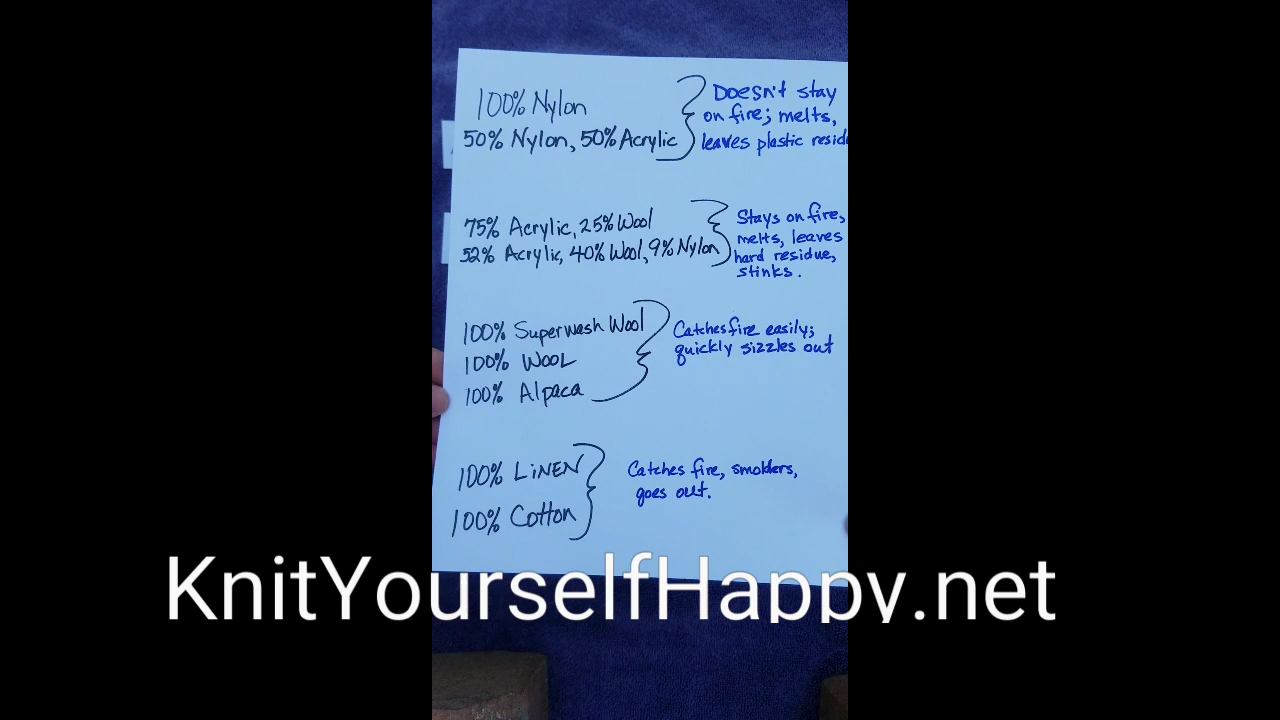 100% Nylon
50% Nylon, 50% Acrylic
Doesn't stay
on fire; melts,
leaves plastic resid
75% Acrylic, 25% Wool
52% Acrylic, 40% Wool, 9% Nylon
Stays on fire,
melts, leaves
hard residue,
stinks.
100% Superwash Wool
100% WOOL
100% Alpaca
Catches fire easily;
quickly sizzles out
100% LiNEN
100% Cotton
Catches fire, smolders,
goes out.
KnitYourselfHappy.net